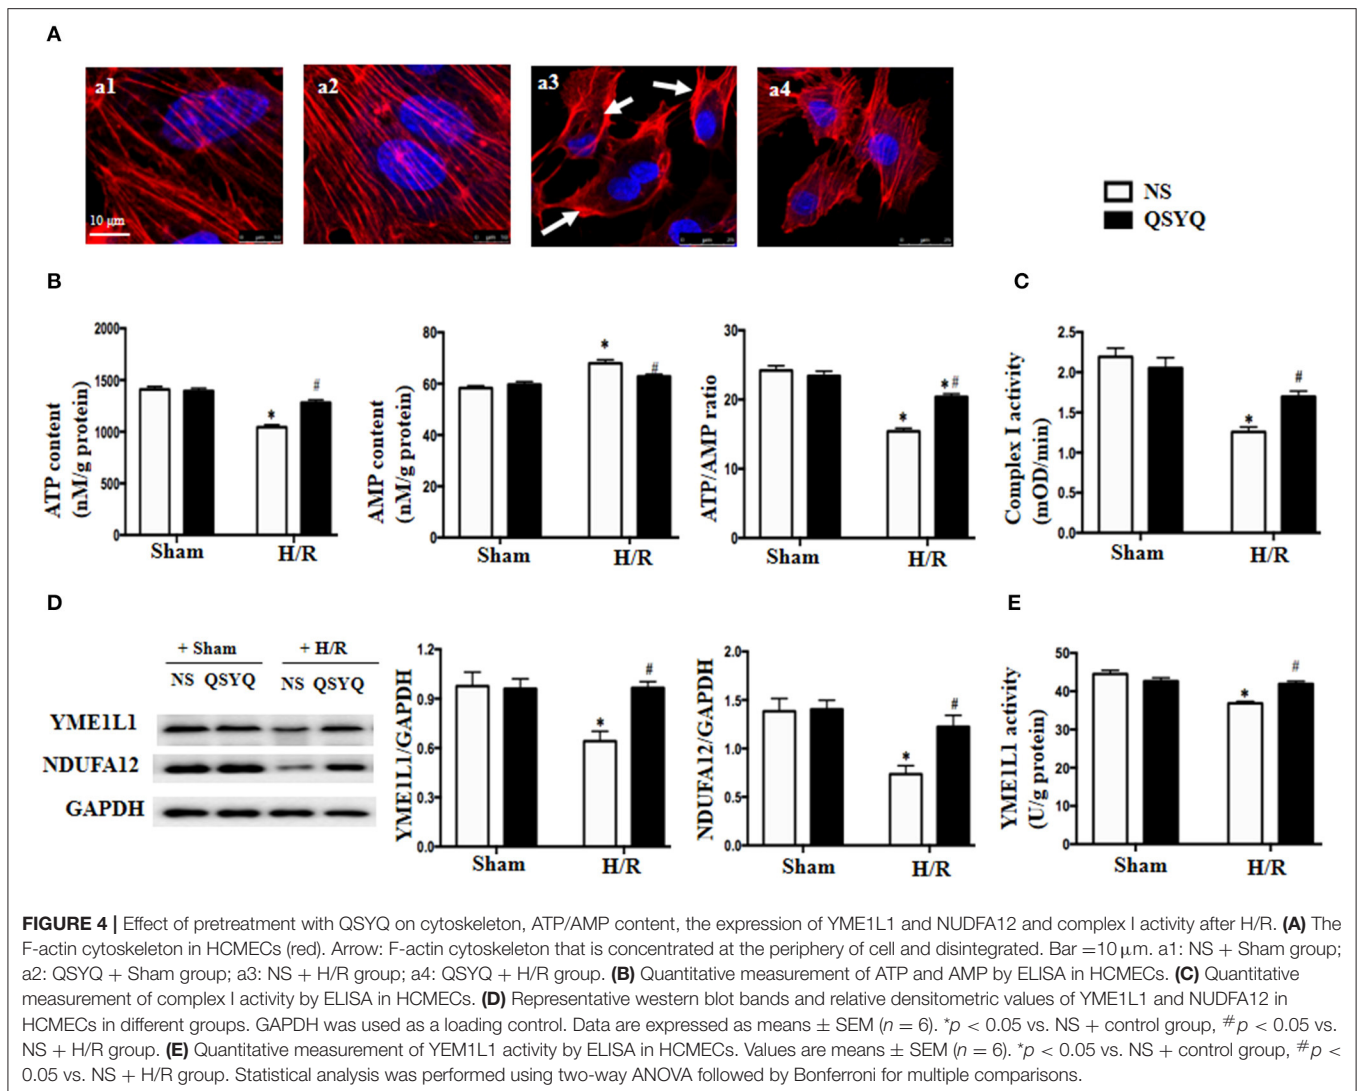 A
a1
a2
a3
a4
10 µm
NS
QSYQ
B
C
ATP content
(nM/g protein)
2000
1500
1000
500
0
*
#
Sham
H/R
AMP content
(nM/g protein)
80
60
40
20
0
*
#
Sham
H/R
ATP/AMP ratio
30
20
10
0
*
*#
Sham
H/R
Complex I activity
(mOD/min)
2.5
2.0
1.5
1.0
0.5
0.0
*
#
Sham
H/R
D
E
+ Sham
+ H/R
NS QSYQ
NS QSYQ
YME1L1
NDUFA12
GAPDH
YME1L1/GAPDH
1.2
0.9
0.6
0.3
0.0
*
#
Sham
H/R
NDUFA12/GAPDH
2.0
1.5
1.0
0.5
0.0
*
#
Sham
H/R
YME1L1 activity
(U/g protein)
50
40
30
20
10
0
*
#
Sham
H/R
FIGURE 4 | Effect of pretreatment with QSYQ on cytoskeleton, ATP/AMP content, the expression of YME1L1 and NUDFA12 and complex I activity after H/R. (A) The
F-actin cytoskeleton in HCMECs (red). Arrow: F-actin cytoskeleton that is concentrated at the periphery of cell and disintegrated. Bar =10 µm. a1: NS + Sham group;
a2: QSYQ + Sham group; a3: NS + H/R group; a4: QSYQ + H/R group. (B) Quantitative measurement of ATP and AMP by ELISA in HCMECs. (C) Quantitative
measurement of complex I activity by ELISA in HCMECs. (D) Representative western blot bands and relative densitometric values of YME1L1 and NUDFA12 in
HCMECs in different groups. GAPDH was used as a loading control. Data are expressed as means ± SEM (n = 6). *p < 0.05 vs. NS + control group, #p < 0.05 vs.
NS + H/R group. (E) Quantitative measurement of YEM1L1 activity by ELISA in HCMECs. Values are means ± SEM (n = 6). *p < 0.05 vs. NS + control group, #p <
0.05 vs. NS + H/R group. Statistical analysis was performed using two-way ANOVA followed by Bonferroni for multiple comparisons.